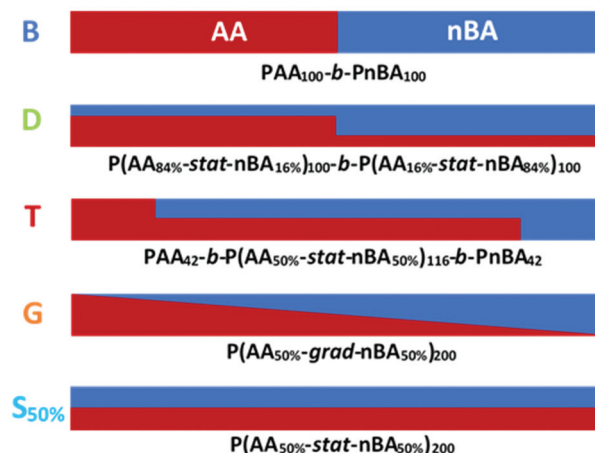 B AA nBA
PAA₁₀₀-b-PnBA₁₀₀
D
P(AA₈₄%-stat-nBA₁₆%)₁₀₀-b-P(AA₁₆%-stat-nBA₈₄%)₁₀₀
T
PAA₄₂-b-P(AA₅₀%-stat-nBA₅₀%)₁₁₆-b-PnBA₄₂
G
P(AA₅₀%-grad-nBA₅₀%)₂₀₀
S₅₀%
P(AA₅₀%-stat-nBA₅₀%)₂₀₀